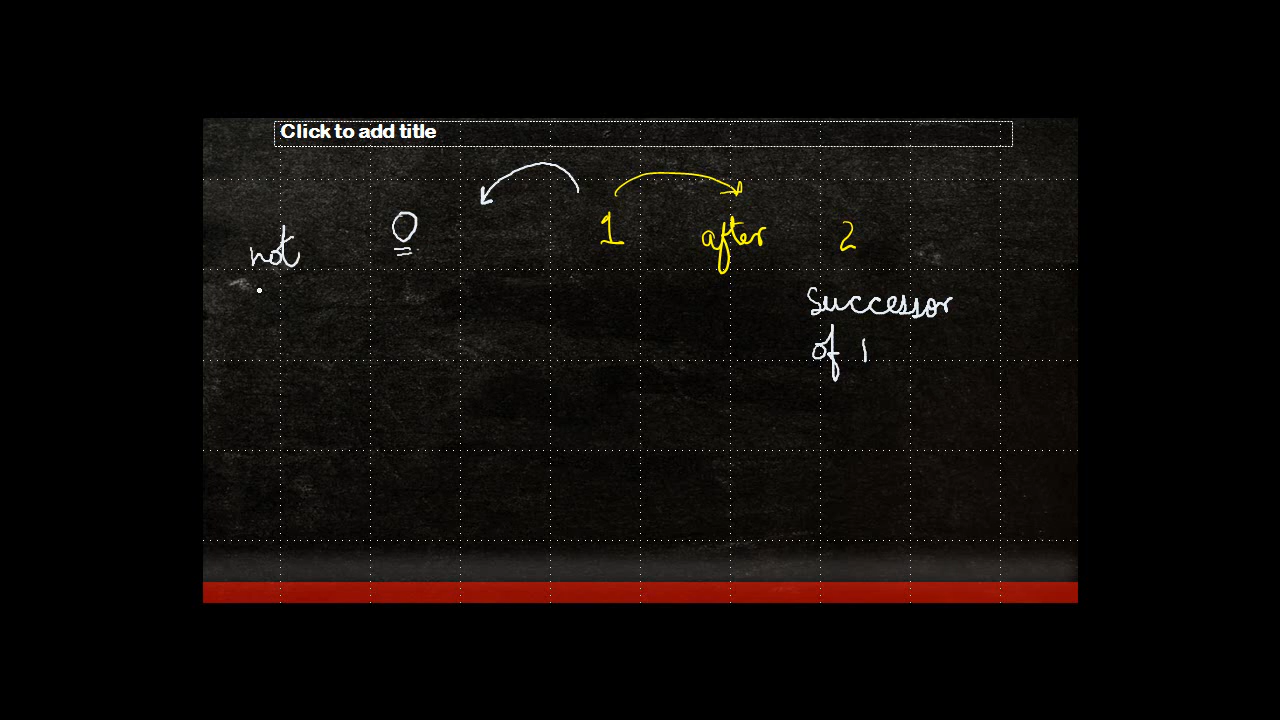 Click to add title
not 0 1 after 2
successor
of 1